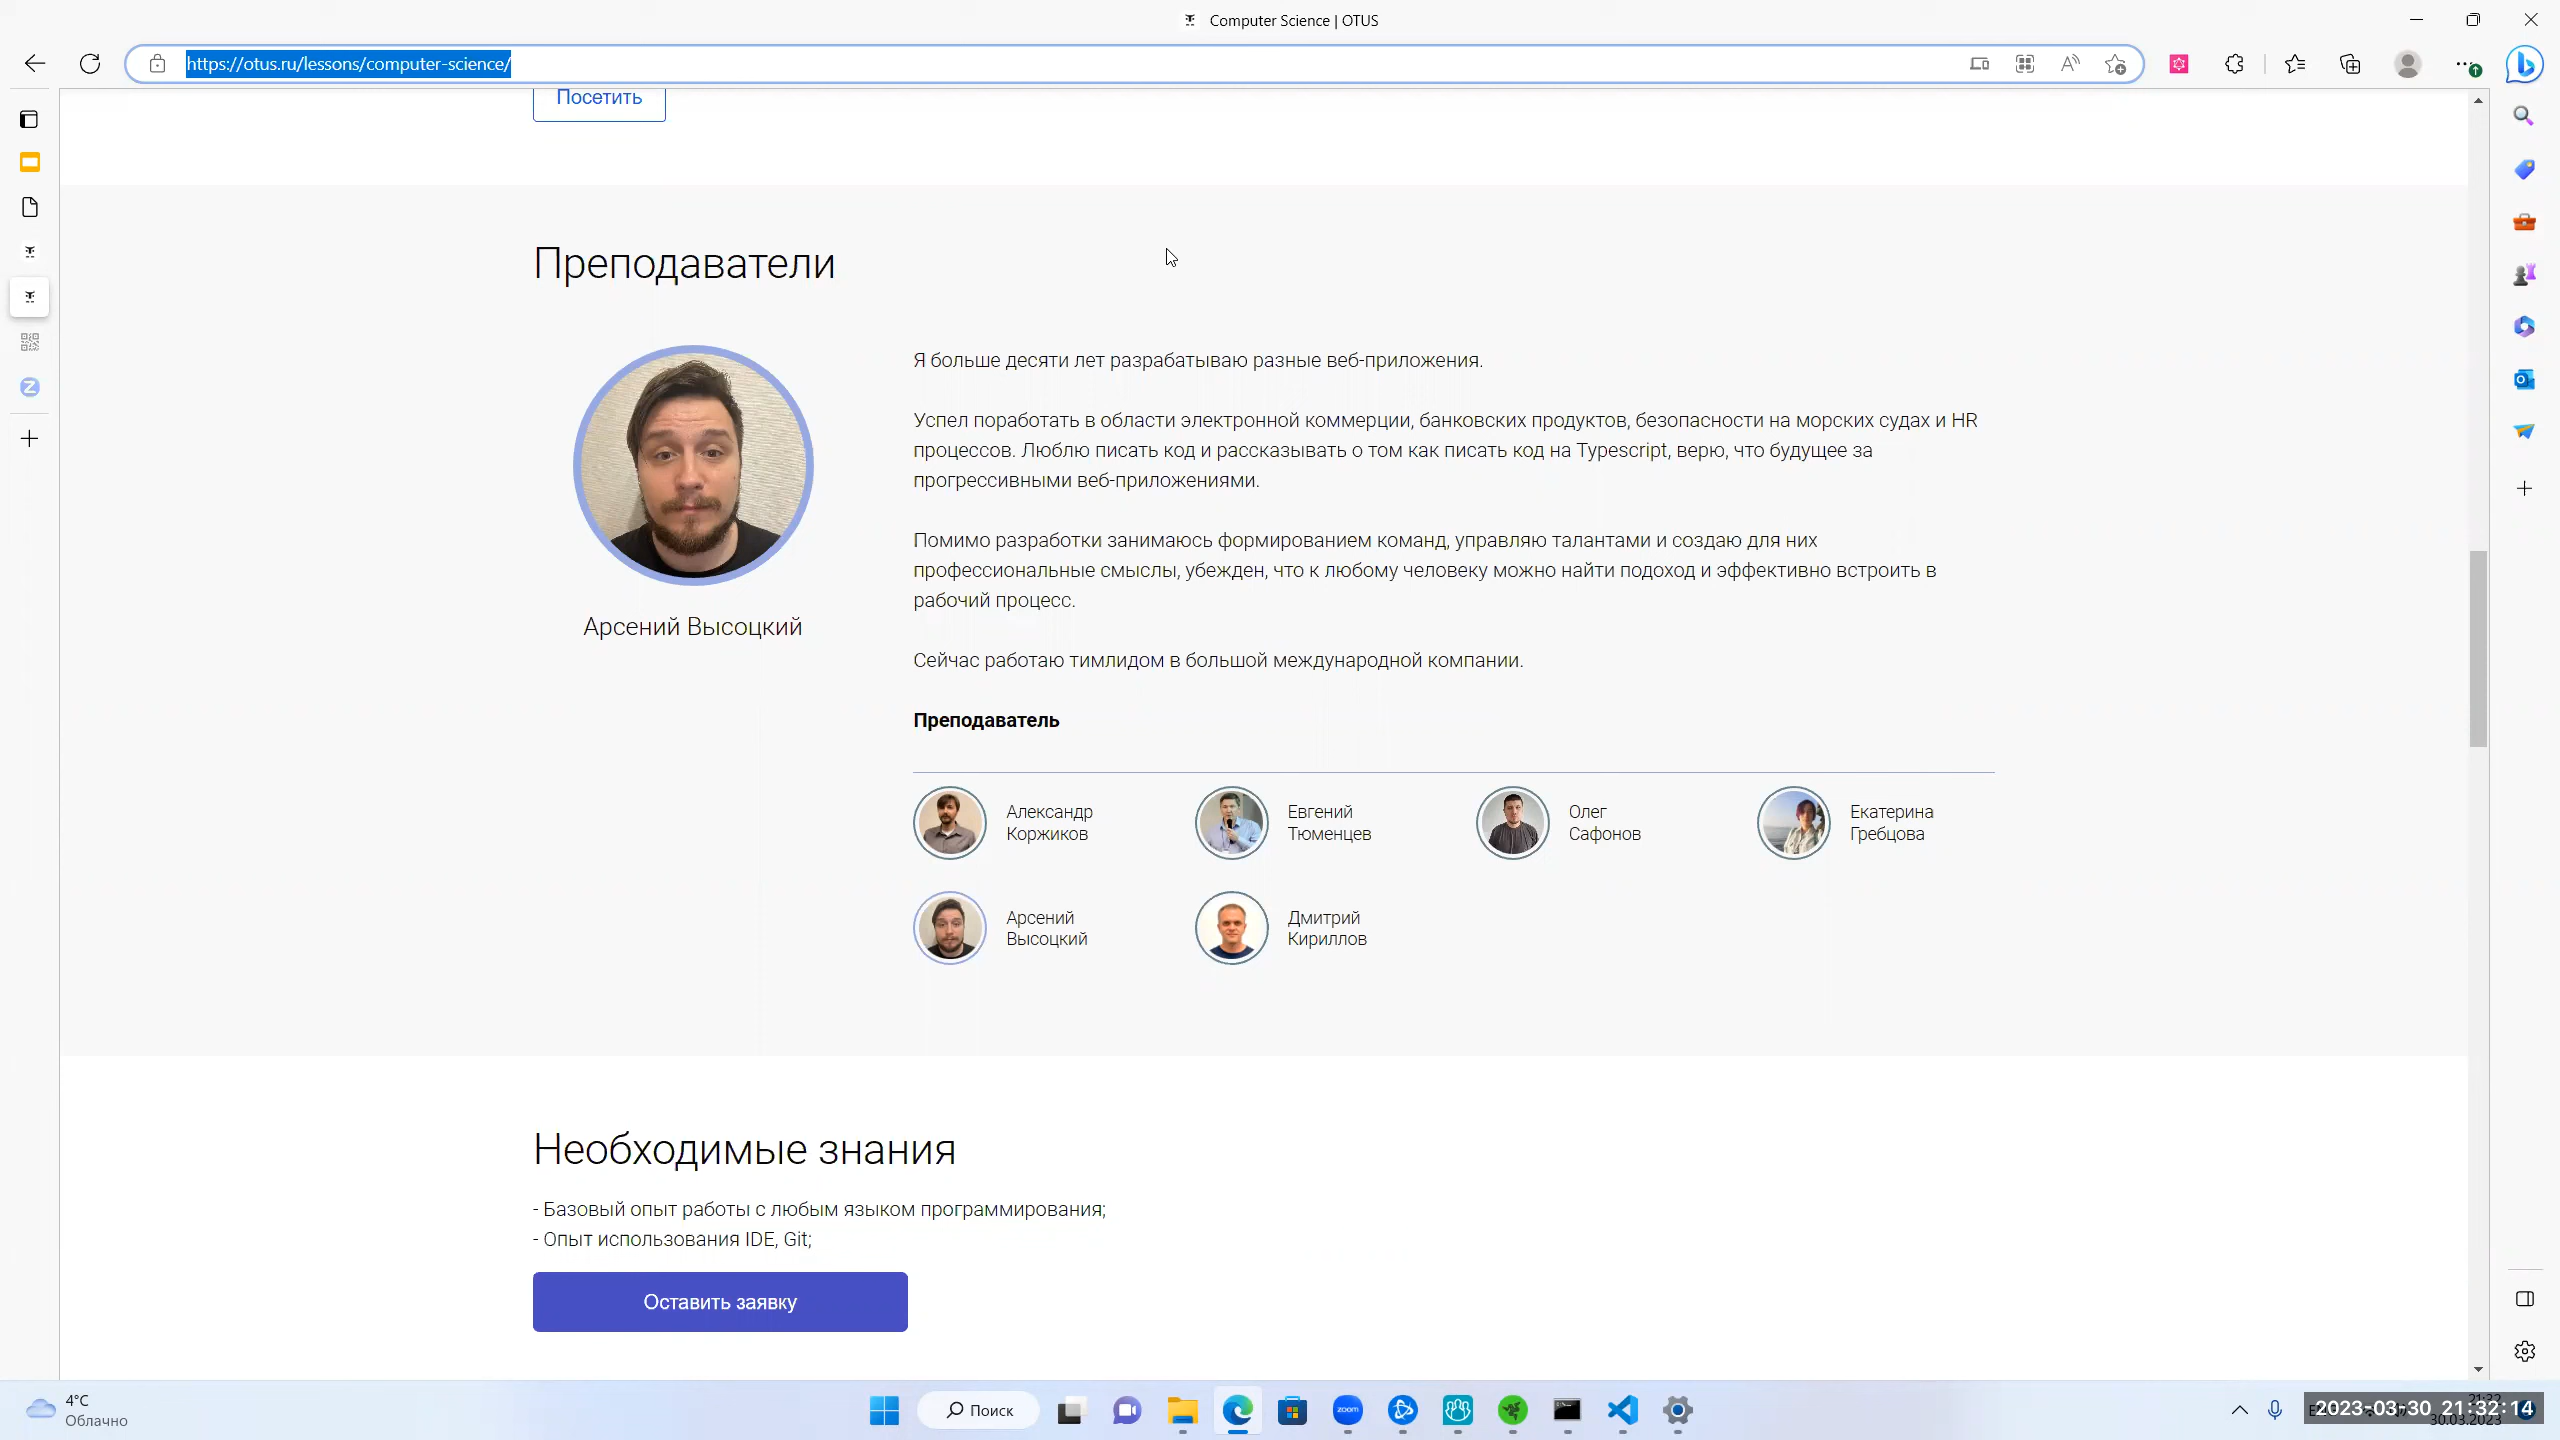 Computer Science | OTUS
https://otus.ru/lessons/computer-science/
Посетить
Преподаватели
Я больше десяти лет разрабатываю разные веб-приложения.
Успел поработать в области электронной коммерции, банковских продуктов, безопасности на морских судах и HR
процессов. Люблю писать код и рассказывать о том как писать код на Typescript, верю, что будущее за
прогрессивными веб-приложениями.
Помимо разработки занимаюсь формированием команд, управляю талантами и создаю для них
профессиональные смыслы, убежден, что к любому человеку можно найти подоход и эффективно встроить в
рабочий процесс.
Арсений Высоцкий
Сейчас работаю тимлидом в большой международной компании.
Преподаватель
Александр
Коржиков
Евгений
Тюменцев
Олег
Сафонов
Екатерина
Гребцова
Арсений
Высоцкий
Дмитрий
Кириллов
Необходимые знания
- Базовый опыт работы с любым языком программирования;
- Опыт использования IDE, Git;
Оставить заявку
4°C
Облачно
Поиск
zoom
21:32
30.03.2023
2023-03-30 21:32:14